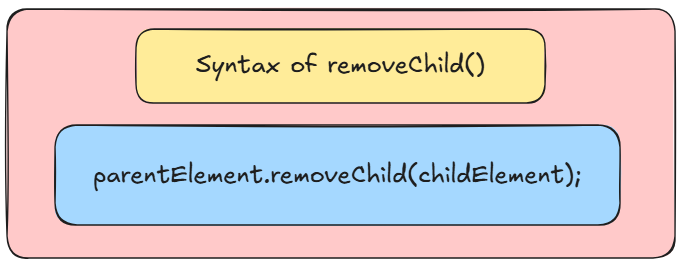 Syntax of removeChild()
parentElement.removeChild(childElement);